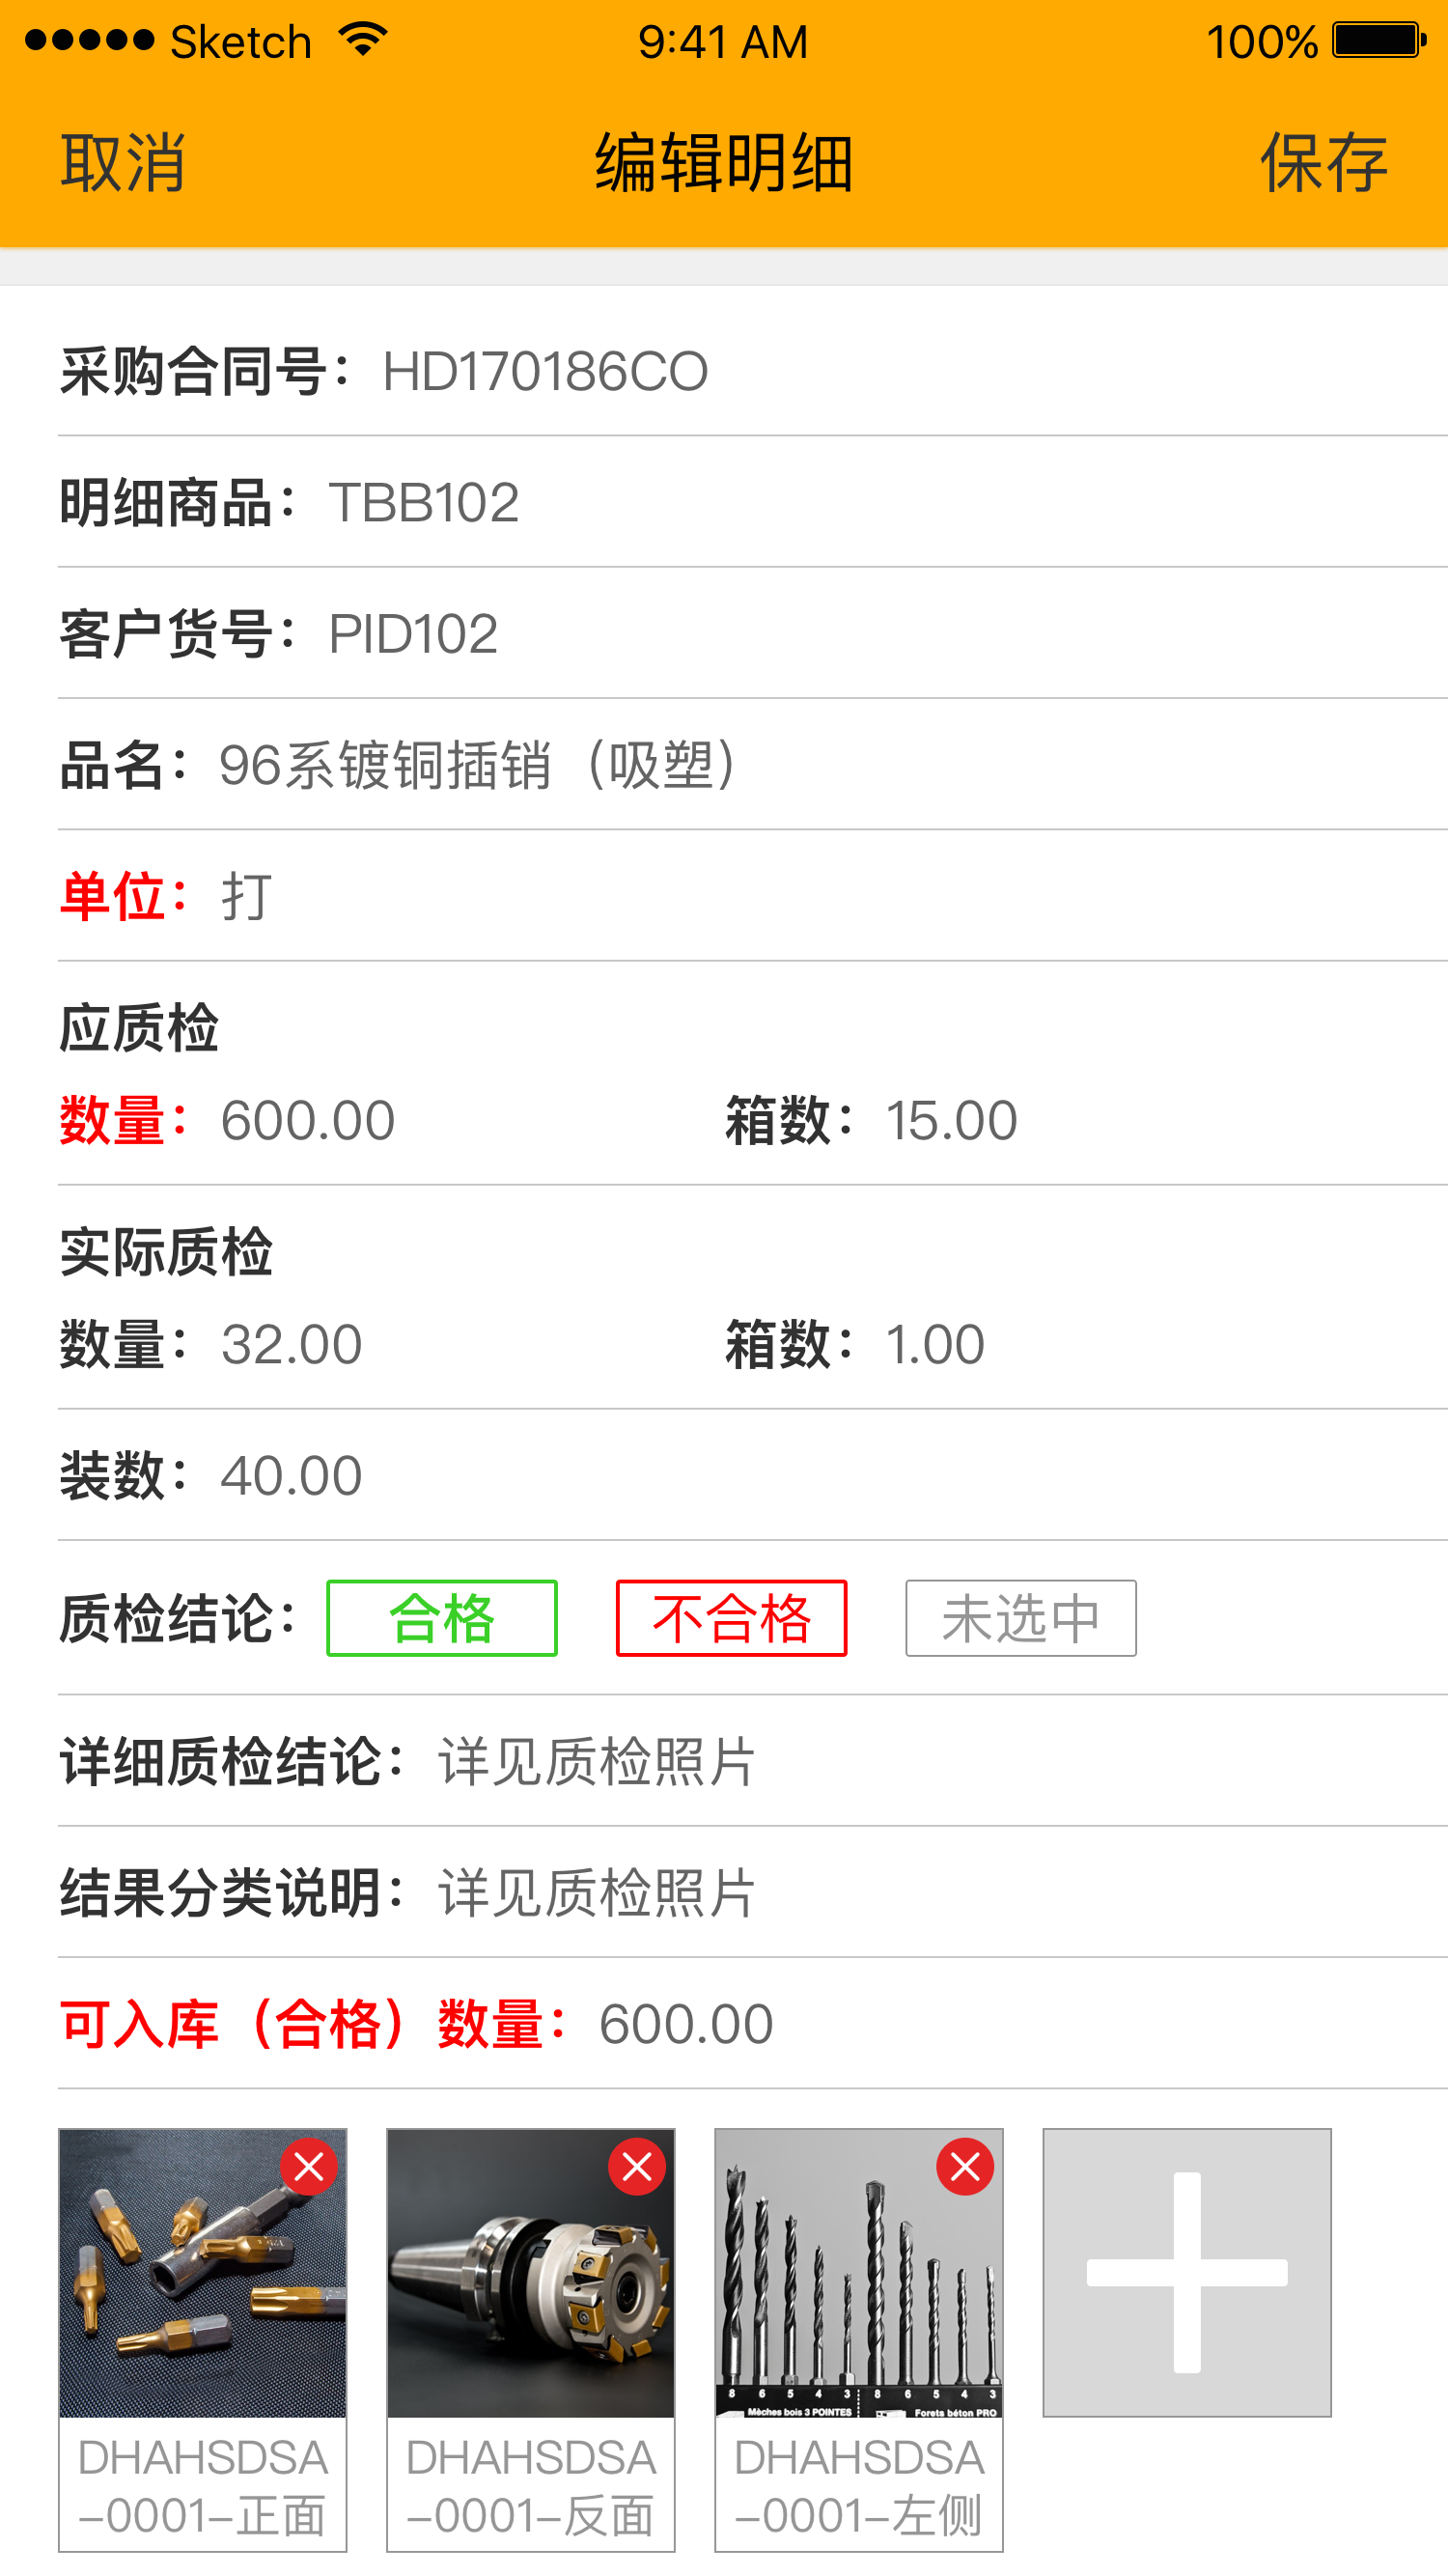 Sketch 9:41 AM 100%
取消 编辑明细 保存
采购合同号：HD170186CO
明细商品：TBB102
客户货号：PID102
品名：96系镀铜插销（吸塑）
单位：打
应质检
数量：600.00 箱数：15.00
实际质检
数量：32.00 箱数：1.00
装数：40.00
质检结论：合格 不合格 未选中
详细质检结论：详见质检照片
结果分类说明：详见质检照片
可入库（合格）数量：600.00
8 6 5 4 3 8 6 5 4 3
Mèches bois 3 POINTES Forets béton PRO
DHAHSDSA DHAHSDSA DHAHSDSA
-0001-正面 -0001-反面 -0001-左侧